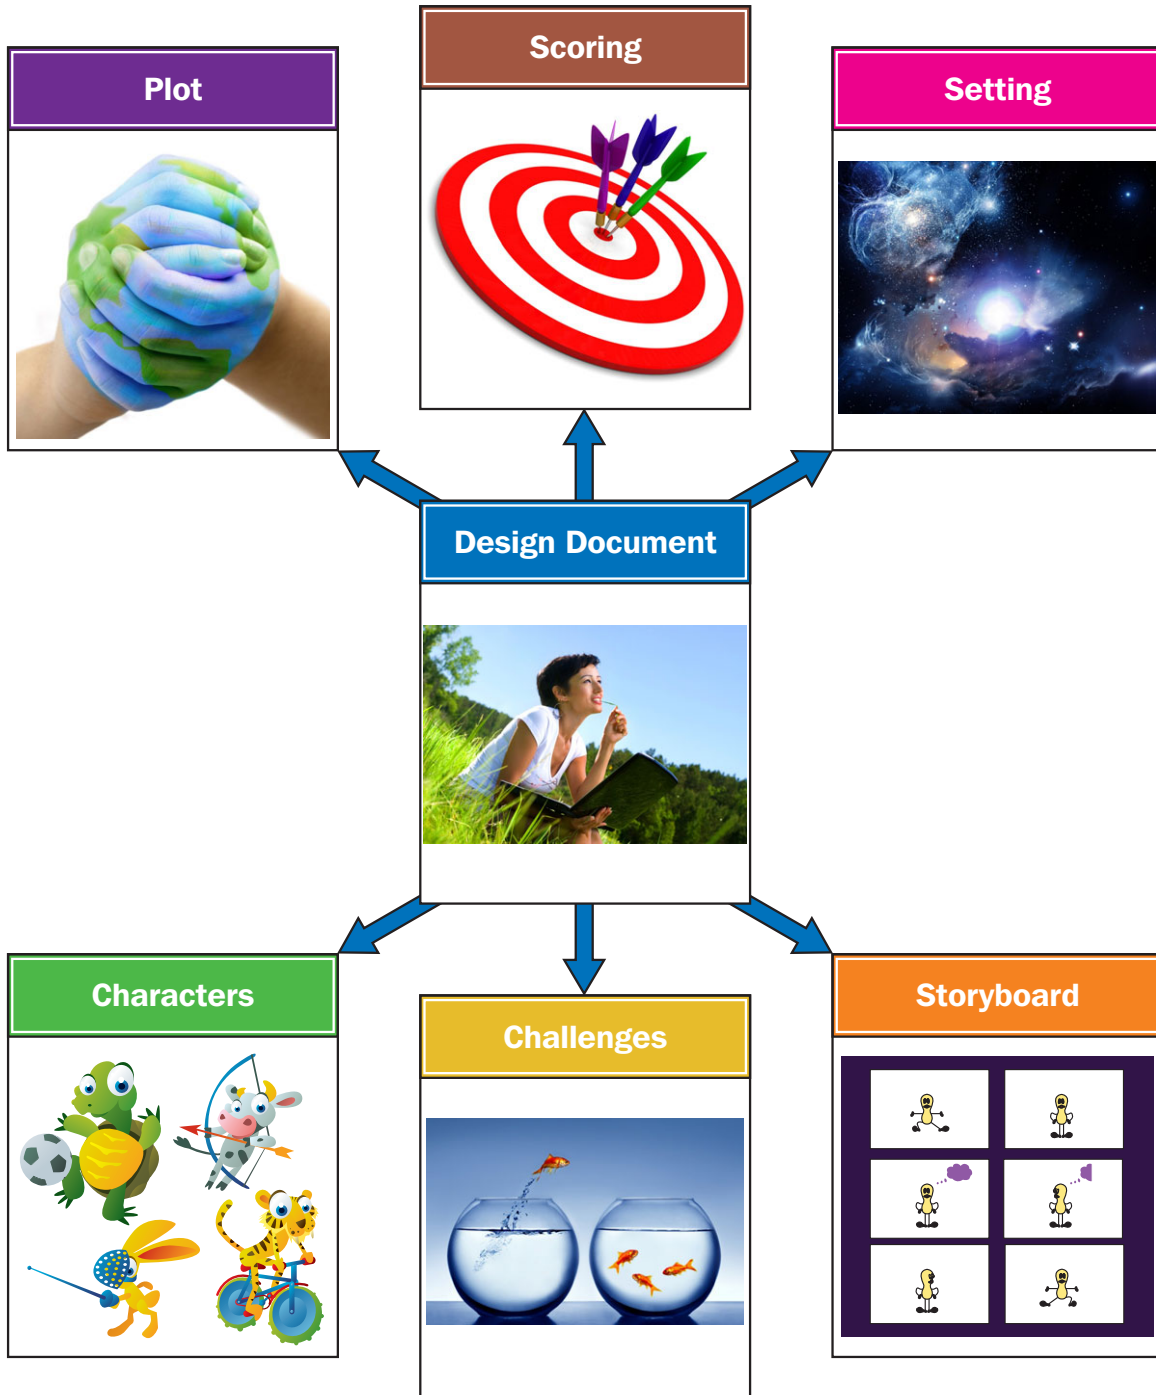 Plot
Scoring
Setting
Design Document
Characters
Challenges
Storyboard